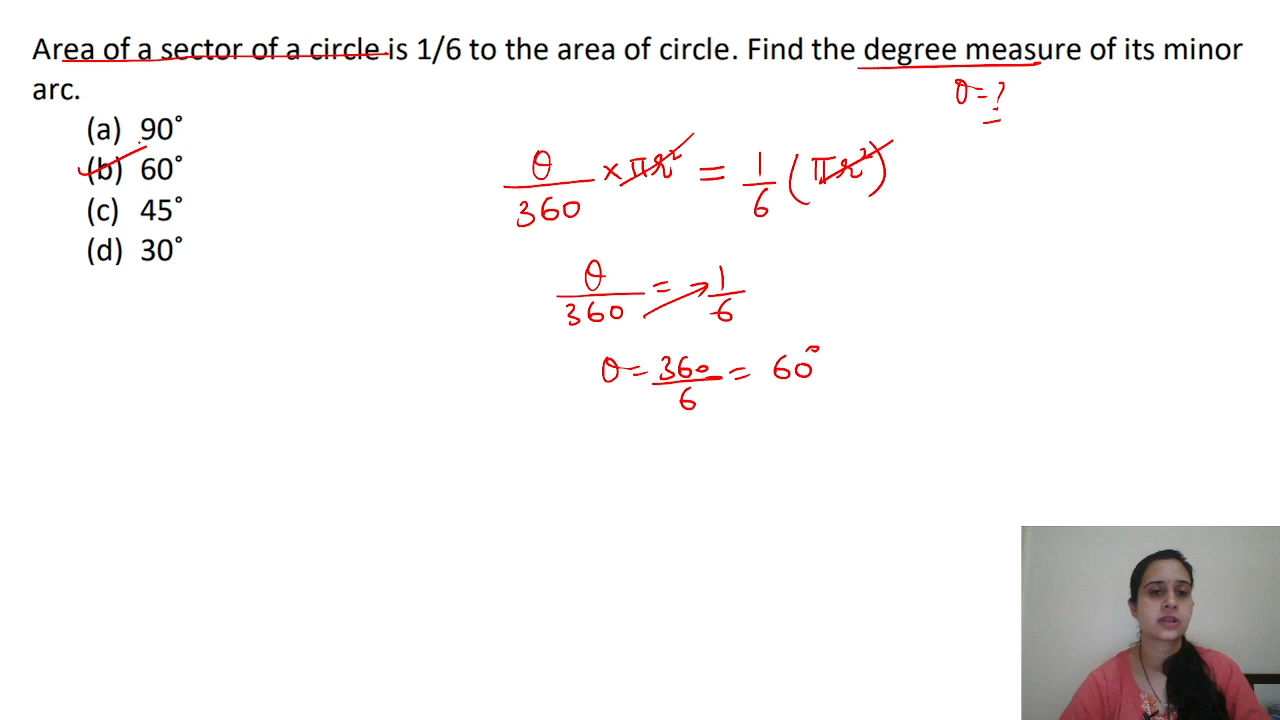 Area of a sector of a circle is 1/6 to the area of circle. Find the degree measure of its minor
arc.
θ = ?
(a) 90°
(b) 60°
(c) 45°
(d) 30°
θ/360 × πr² = 1/6 (πr²)
θ/360 = 1/6
θ = 360/6 = 60°